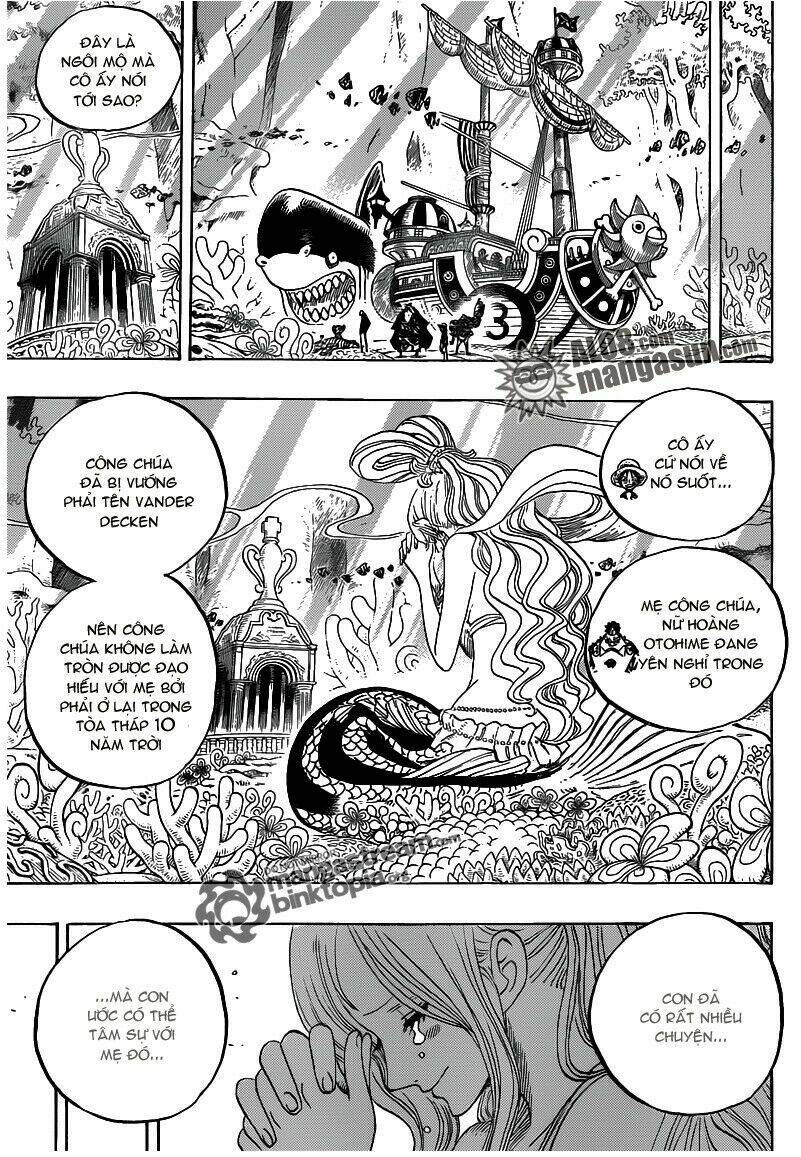 ĐÂY LÀ
NGÔI MỘ MÀ
CÔ ẤY NÓI
TỚI SAO?
3
AL08.com
mangasun.com
CÔ ẤY
CỨ NÓI VỀ
NÓ SUỐT...
CÔNG CHÚA
ĐÃ BỊ VƯỚNG
PHẢI TÊN VANDER
DECKEN
MẸ CÔNG CHÚA,
NỮ HOÀNG
OTOHIME ĐANG
YÊN NGHỈ TRONG
ĐÓ
NÊN CÔNG
CHÚA KHÔNG LÀM
TRÒN ĐƯỢC ĐẠO
HIẾU VỚI MẸ BỞI
PHẢI Ở LẠI TRONG
TÒA THÁP 10
NĂM TRỜI
mangastream.com
binktopia
CON ĐÃ
CÓ RẤT NHIỀU
CHUYỆN...
...MÀ CON
ƯỚC CÓ THỂ
TÂM SỰ VỚI
MẸ ĐÓ...